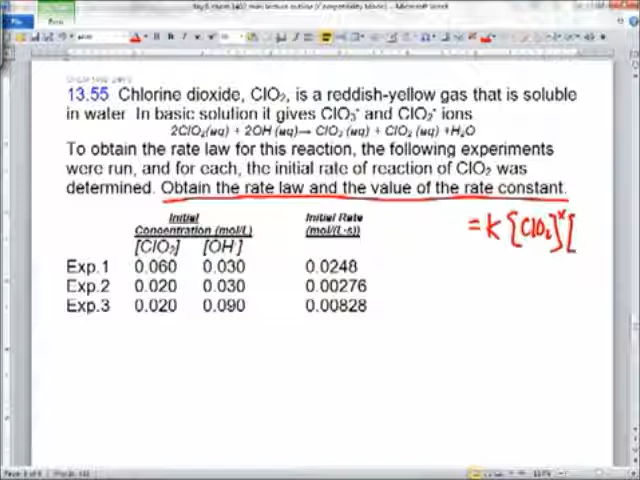 13.55 Chlorine dioxide, ClO₂, is a reddish-yellow gas that is soluble
in water. In basic solution it gives ClO₃⁻ and ClO₂⁻ ions
2ClO₂(aq) + 2OH⁻(aq)→ ClO₃⁻(aq) + ClO₂⁻(aq) +H₂O
To obtain the rate law for this reaction, the following experiments
were run, and for each, the initial rate of reaction of ClO₂ was
determined. Obtain the rate law and the value of the rate constant.
Initial Initial Rate
Concentration (mol/L) (mol/(L·s))
[ClO₂] [OH⁻]
= k [ClO₂]ˣ [
Exp.1 0.060 0.030 0.0248
Exp.2 0.020 0.030 0.00276
Exp.3 0.020 0.090 0.00828